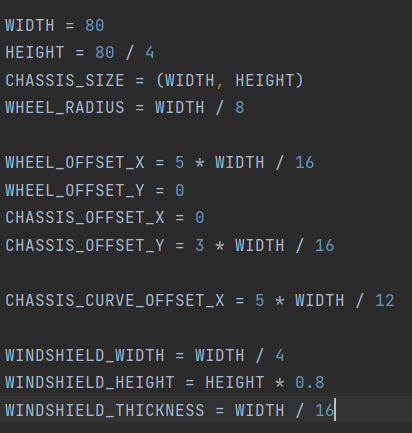 WIDTH = 80
HEIGHT = 80 / 4
CHASSIS_SIZE = (WIDTH, HEIGHT)
WHEEL_RADIUS = WIDTH / 8
WHEEL_OFFSET_X = 5 * WIDTH / 16
WHEEL_OFFSET_Y = 0
CHASSIS_OFFSET_X = 0
CHASSIS_OFFSET_Y = 3 * WIDTH / 16
CHASSIS_CURVE_OFFSET_X = 5 * WIDTH / 12
WINDSHIELD_WIDTH = WIDTH / 4
WINDSHIELD_HEIGHT = HEIGHT * 0.8
WINDSHIELD_THICKNESS = WIDTH / 16